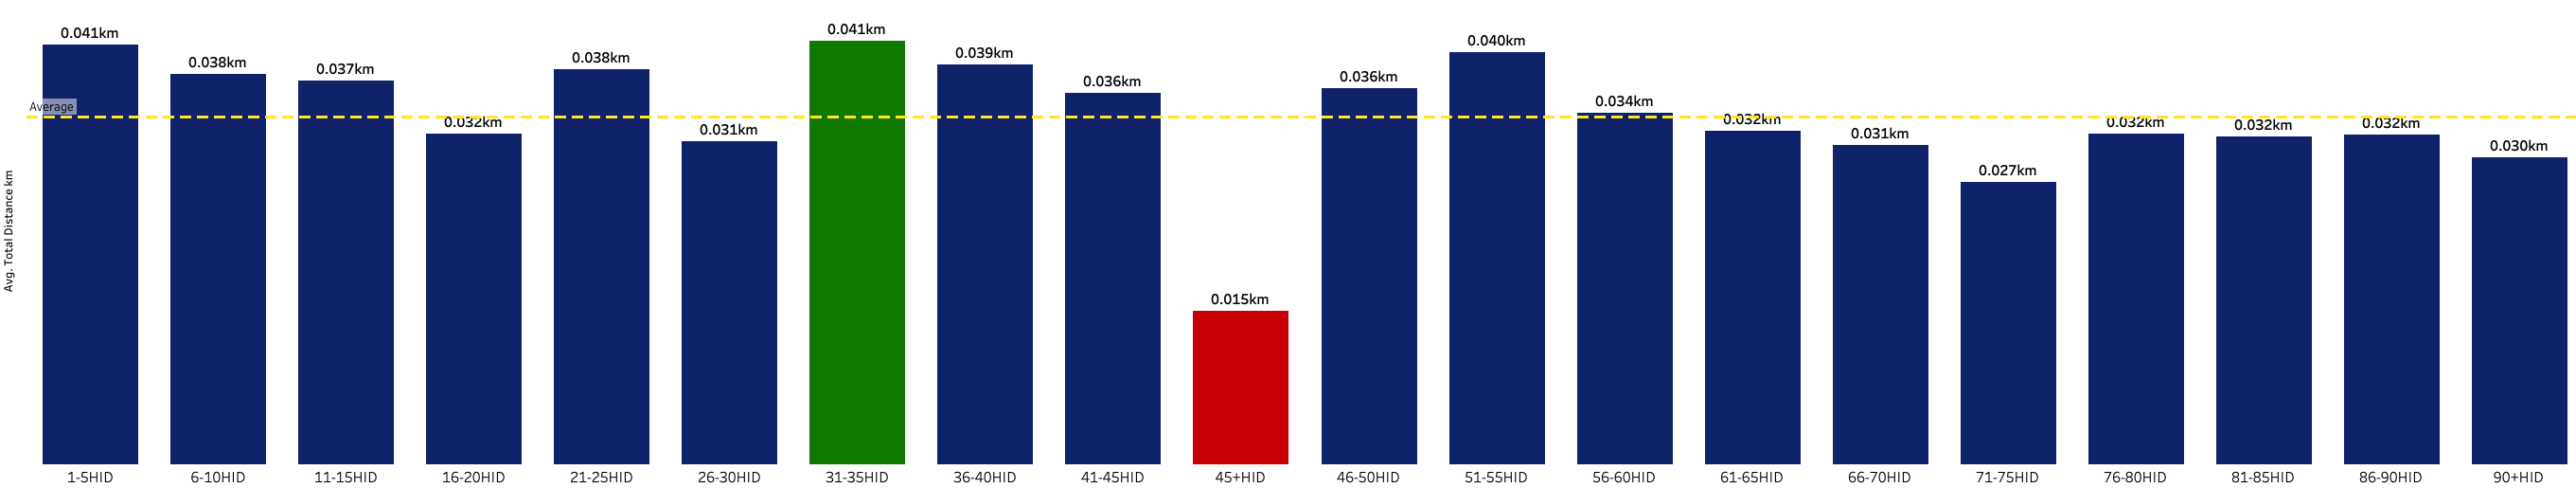 0.041km
0.038km
0.037km
0.032km
0.038km
0.031km
0.041km
0.039km
0.036km
0.015km
0.036km
0.040km
0.034km
0.032km
0.031km
0.027km
0.032km
0.032km
0.032km
0.030km
Average
Avg. Total Distance km
1-5HID
6-10HID
11-15HID
16-20HID
21-25HID
26-30HID
31-35HID
36-40HID
41-45HID
45+HID
46-50HID
51-55HID
56-60HID
61-65HID
66-70HID
71-75HID
76-80HID
81-85HID
86-90HID
90+HID